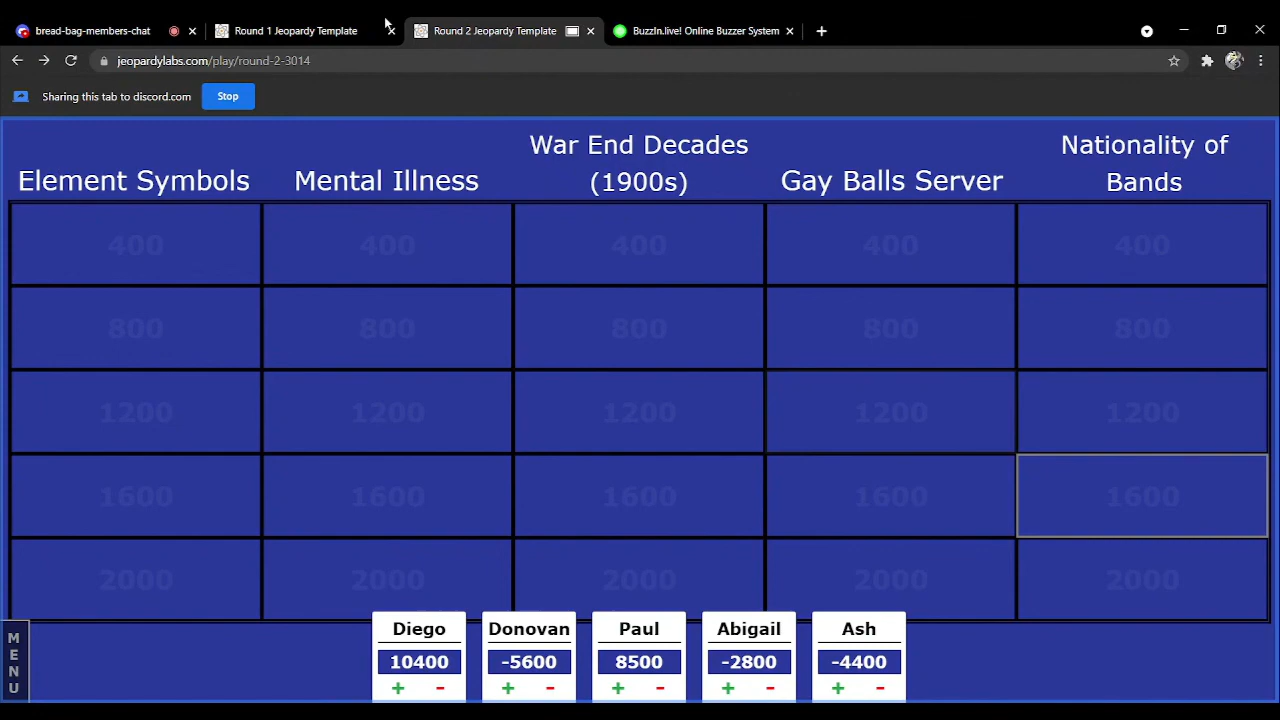 bread-bag-members-chat
Round 1 Jeopardy Template
Round 2 Jeopardy Template
BuzzIn.live! Online Buzzer System
jeopardylabs.com/play/round-2-3014
Sharing this tab to discord.com
Stop
Element Symbols
Mental Illness
War End Decades
(1900s)
Gay Balls Server
Nationality of
Bands
400 400 400 400 400
800 800 800 800 800
1200 1200 1200 1200 1200
1600 1600 1600 1600 1600
2000 2000 2000 2000 2000
MENU
Diego Donovan Paul Abigail Ash
10400 -5600 8500 -2800 -4400
+ - + - + - + - + -